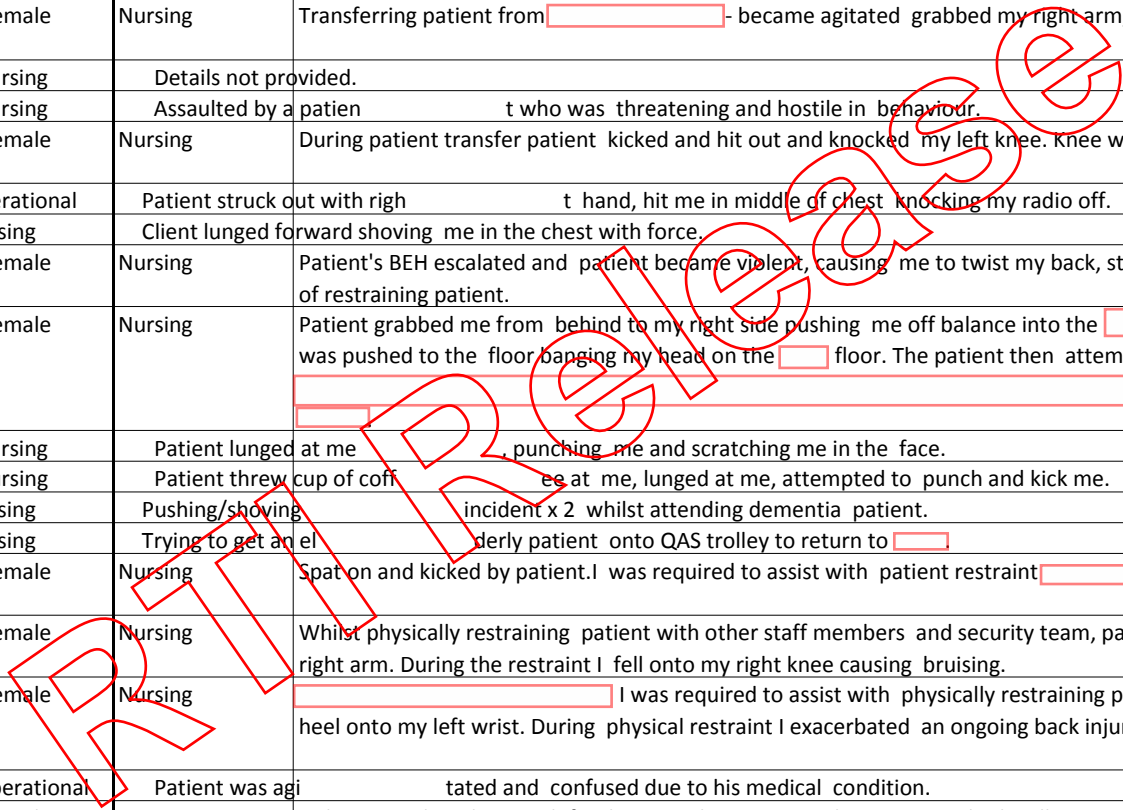 emale Nursing Transferring patient from - became agitated grabbed my right arm
rsing Details not provided.
rsing Assaulted by a patien t who was threatening and hostile in behaviour.
emale Nursing During patient transfer patient kicked and hit out and knocked my left knee. Knee w
erational Patient struck out with righ t hand, hit me in middle of chest knocking my radio off.
sing Client lunged forward shoving me in the chest with force.
emale Nursing Patient's BEH escalated and patient became violent, causing me to twist my back, st
of restraining patient.
emale Nursing Patient grabbed me from behind to my right side pushing me off balance into the
was pushed to the floor banging my head on the floor. The patient then attem
rsing Patient lunged at me , punching me and scratching me in the face.
rsing Patient threw cup of coff ee at me, lunged at me, attempted to punch and kick me.
sing Pushing/shoving incident x 2 whilst attending dementia patient.
sing Trying to get an el derly patient onto QAS trolley to return to .
emale Nursing Spat on and kicked by patient.I was required to assist with patient restraint
emale Nursing Whilst physically restraining patient with other staff members and security team, pa
right arm. During the restraint I fell onto my right knee causing bruising.
emale Nursing I was required to assist with physically restraining p
heel onto my left wrist. During physical restraint I exacerbated an ongoing back injur
perational Patient was agi tated and confused due to his medical condition.
RTI Release